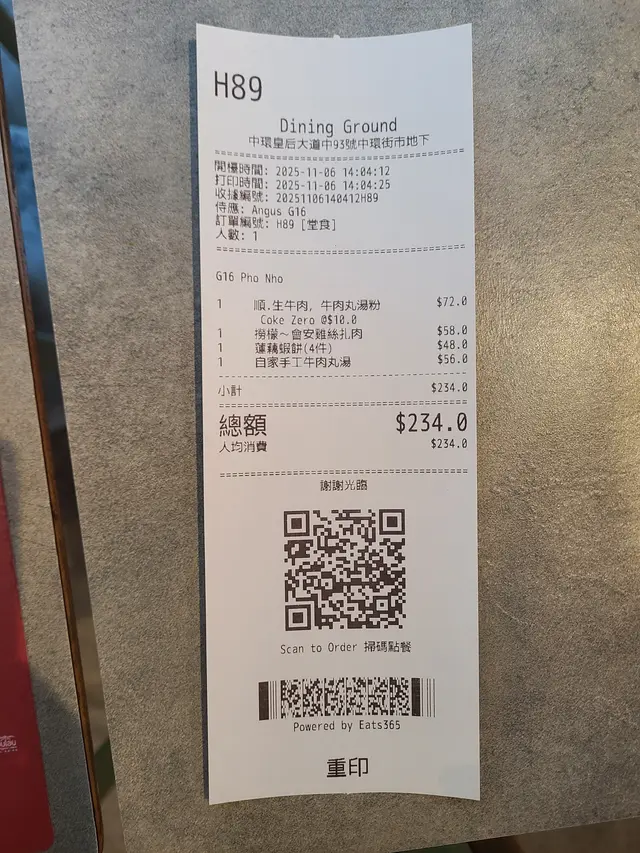 H89
Dining Ground
中環皇后大道中93號中環街市地下
開檯時間: 2025-11-06 14:04:12
打印時間: 2025-11-06 14:04:25
收據編號: 20251106140412H89
侍應: Angus G16
訂單編號: H89 [堂食]
人數: 1
G16 Pho Nho
1 順.生牛肉, 牛肉丸湯粉 $72.0
Coke Zero @$10.0
1 撈檬～會安雞絲扎肉 $58.0
1 蓮藕蝦餅(4件) $48.0
1 自家手工牛肉丸湯 $56.0
小計 $234.0
總額 $234.0
人均消費 $234.0
謝謝光臨
Scan to Order 掃碼點餐
Powered by Eats365
重印